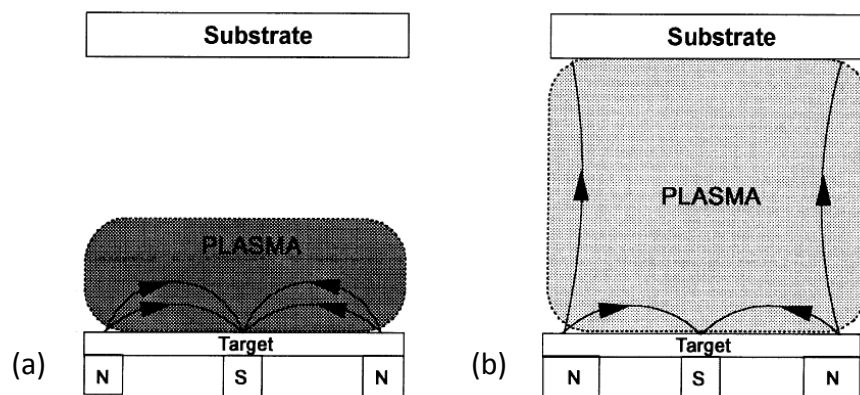 Substrate
PLASMA
Target
N S N
(a)
Substrate
PLASMA
Target
N S N
(b)